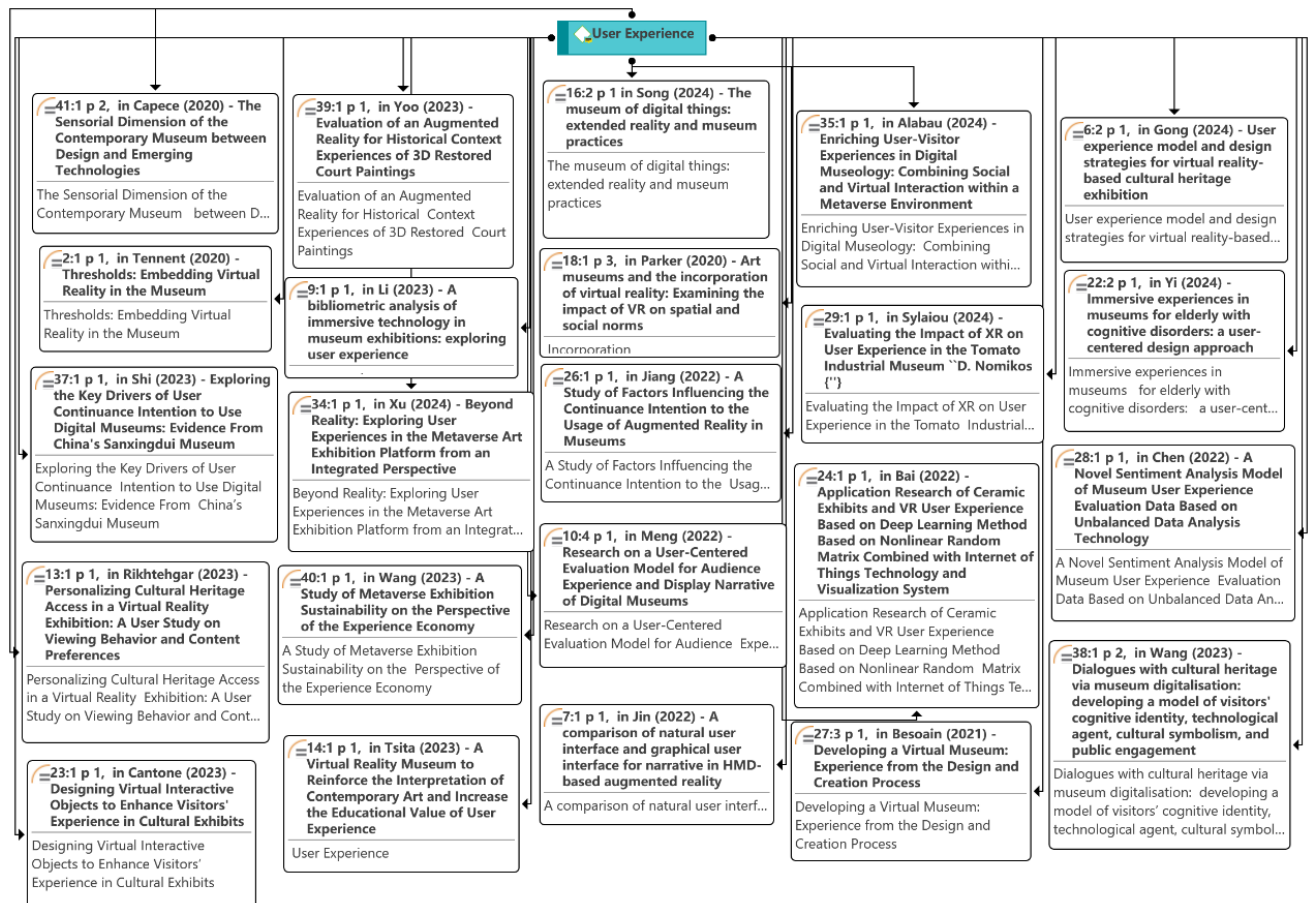 User Experience
41:1 p 2, in Capece (2020) - The
Sensorial Dimension of the
Contemporary Museum between
Design and Emerging
Technologies
The Sensorial Dimension of the
Contemporary Museum between D...
2:1 p 1, in Tennent (2020) -
Thresholds: Embedding Virtual
Reality in the Museum
Thresholds: Embedding Virtual
Reality in the Museum
37:1 p 1, in Shi (2023) - Exploring
the Key Drivers of User
Continuance Intention to Use
Digital Museums: Evidence From
China's Sanxingdui Museum
Exploring the Key Drivers of User
Continuance Intention to Use Digital
Museums: Evidence From China's
Sanxingdui Museum
13:1 p 1, in Rikhtehgar (2023) -
Personalizing Cultural Heritage
Access in a Virtual Reality
Exhibition: A User Study on
Viewing Behavior and Content
Preferences
Personalizing Cultural Heritage Access
in a Virtual Reality Exhibition: A User
Study on Viewing Behavior and Cont...
23:1 p 1, in Cantone (2023) -
Designing Virtual Interactive
Objects to Enhance Visitors'
Experience in Cultural Exhibits
Designing Virtual Interactive
Objects to Enhance Visitors'
Experience in Cultural Exhibits
39:1 p 1, in Yoo (2023) -
Evaluation of an Augmented
Reality for Historical Context
Experiences of 3D Restored
Court Paintings
Evaluation of an Augmented
Reality for Historical Context
Experiences of 3D Restored Court
Paintings
9:1 p 1, in Li (2023) - A
bibliometric analysis of
immersive technology in
museum exhibitions: exploring
user experience
34:1 p 1, in Xu (2024) - Beyond
Reality: Exploring User
Experiences in the Metaverse Art
Exhibition Platform from an
Integrated Perspective
Beyond Reality: Exploring User
Experiences in the Metaverse Art
Exhibition Platform from an Integrat...
40:1 p 1, in Wang (2023) - A
Study of Metaverse Exhibition
Sustainability on the Perspective
of the Experience Economy
A Study of Metaverse Exhibition
Sustainability on the Perspective of
the Experience Economy
14:1 p 1, in Tsita (2023) - A
Virtual Reality Museum to
Reinforce the Interpretation of
Contemporary Art and Increase
the Educational Value of User
Experience
User Experience
16:2 p 1 in Song (2024) - The
museum of digital things:
extended reality and museum
practices
The museum of digital things:
extended reality and museum
practices
18:1 p 3, in Parker (2020) - Art
museums and the incorporation
of virtual reality: Examining the
impact of VR on spatial and
social norms
Incorporation
26:1 p 1, in Jiang (2022) - A
Study of Factors Influencing the
Continuance Intention to the
Usage of Augmented Reality in
Museums
A Study of Factors Inffuencing the
Continuance Intention to the Usag...
10:4 p 1, in Meng (2022) -
Research on a User-Centered
Evaluation Model for Audience
Experience and Display Narrative
of Digital Museums
Research on a User-Centered
Evaluation Model for Audience Expe...
7:1 p 1, in Jin (2022) - A
comparison of natural user
interface and graphical user
interface for narrative in HMD-
based augmented reality
A comparison of natural user interf...
35:1 p 1, in Alabau (2024) -
Enriching User-Visitor
Experiences in Digital
Museology: Combining
Social and Virtual Interaction within a
Metaverse Environment
Enriching User-Visitor Experiences in
Digital Museology: Combining
Social and Virtual Interaction withi...
29:1 p 1, in Sylaiou (2024) -
Evaluating the Impact of XR on
User Experience in the Tomato
Industrial Museum ``D. Nomikos
{''}
Evaluating the Impact of XR on User
Experience in the Tomato Industrial...
24:1 p 1, in Bai (2022) -
Application Research of Ceramic
Exhibits and VR User Experience
Based on Deep Learning Method
Based on Nonlinear Random
Matrix Combined with Internet of
Things Technology and
Visualization System
Application Research of Ceramic
Exhibits and VR User Experience
Based on Deep Learning Method
Based on Nonlinear Random Matrix
Combined with Internet of Things Te...
27:3 p 1, in Besoain (2021) -
Developing a Virtual Museum:
Experience from the Design and
Creation Process
Developing a Virtual Museum:
Experience from the Design and
Creation Process
6:2 p 1, in Gong (2024) - User
experience model and design
strategies for virtual reality-
based cultural heritage
exhibition
User experience model and design
strategies for virtual reality-based...
22:2 p 1, in Yi (2024) -
Immersive experiences in
museums for elderly with
cognitive disorders: a user-
centered design approach
Immersive experiences in
museums for elderly with
cognitive disorders: a user-cent...
28:1 p 1, in Chen (2022) - A
Novel Sentiment Analysis Model
of Museum User Experience
Evaluation Data Based on
Unbalanced Data Analysis
Technology
A Novel Sentiment Analysis Model of
Museum User Experience Evaluation
Data Based on Unbalanced Data An...
38:1 p 2, in Wang (2023) -
Dialogues with cultural heritage
via museum digitalisation:
developing a model of visitors'
cognitive identity, technological
agent, cultural symbolism, and
public engagement
Dialogues with cultural heritage via
museum digitalisation: developing a
model of visitors' cognitive identity,
technological agent, cultural symbol...